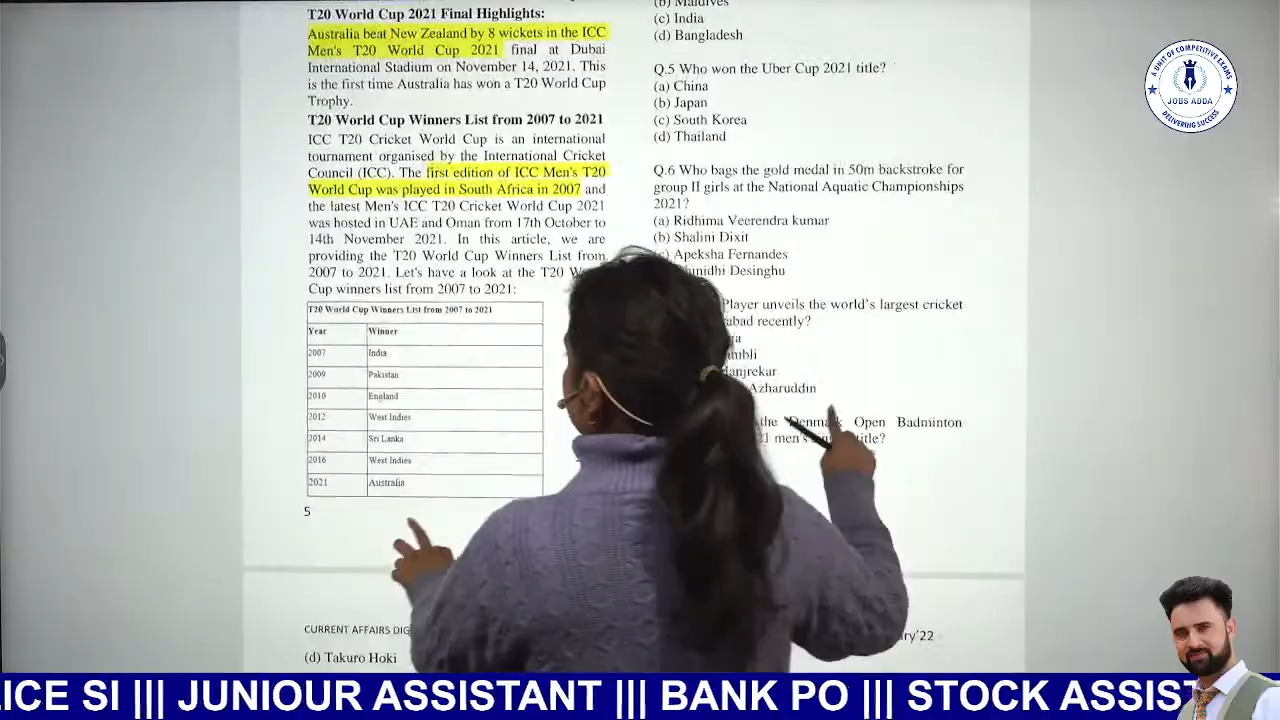 T20 World Cup 2021 Final Highlights:
Australia beat New Zealand by 8 wickets in the ICC
Men's T20 World Cup 2021 final at Dubai
International Stadium on November 14, 2021. This
is the first time Australia has won a T20 World Cup
Trophy.
T20 World Cup Winners List from 2007 to 2021
ICC T20 Cricket World Cup is an international
tournament organised by the International Cricket
Council (ICC). The first edition of ICC Men's T20
World Cup was played in South Africa in 2007 and
the latest Men's ICC T20 Cricket World Cup 2021
was hosted in UAE and Oman from 17th October to
14th November 2021. In this article, we are
providing the T20 World Cup Winners List from
2007 to 2021. Let's have a look at the T20
Cup winners list from 2007 to 2021:
T20 World Cup Winners List from 2007 to 2021
Year Winner
2007 India
2009 Pakistan
2010 England
2012 West Indies
2014 Sri Lanka
2016 West Indies
2021 Australia
5
(b) Maldives
(c) India
(d) Bangladesh
Q.5 Who won the Uber Cup 2021 title?
(a) China
(b) Japan
(c) South Korea
(d) Thailand
Q.6 Who bags the gold medal in 50m backstroke for
group II girls at the National Aquatic Championships
2021?
(a) Ridhima Veerendra kumar
(b) Shalini Dixit
Apeksha Fernandes
Desinghu
Player unveils the world's largest cricket
recently?
Azharuddin
the Denmark Open Badminton
men's title?
CURRENT AFFAIRS
'22
(d) Takuro Hoki
A UNIT OF COMPETITIVE EXAMS
JOBS ADDA
DELIVERING SUCCESS
SI ||| JUNIOUR ASSISTANT ||| BANK PO ||| STOCK